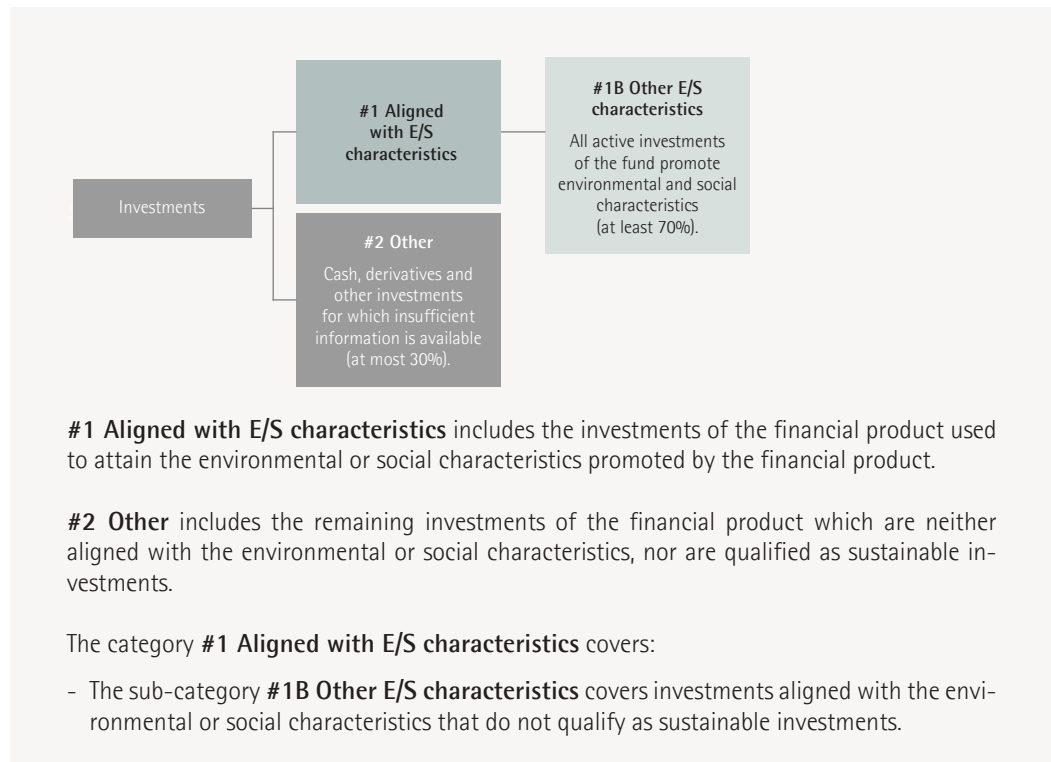 #1 Aligned
with E/S
characteristics
#1B Other E/S
characteristics
All active investments
of the fund promote
environmental and social
characteristics
(at least 70%).
Investments
#2 Other
Cash, derivatives and
other investments
for which insufficient
information is available
(at most 30%).
#1 Aligned with E/S characteristics includes the investments of the financial product used
to attain the environmental or social characteristics promoted by the financial product.
#2 Other includes the remaining investments of the financial product which are neither
aligned with the environmental or social characteristics, nor are qualified as sustainable in-
vestments.
The category #1 Aligned with E/S characteristics covers:
- The sub-category #1B Other E/S characteristics covers investments aligned with the envi-
ronmental or social characteristics that do not qualify as sustainable investments.